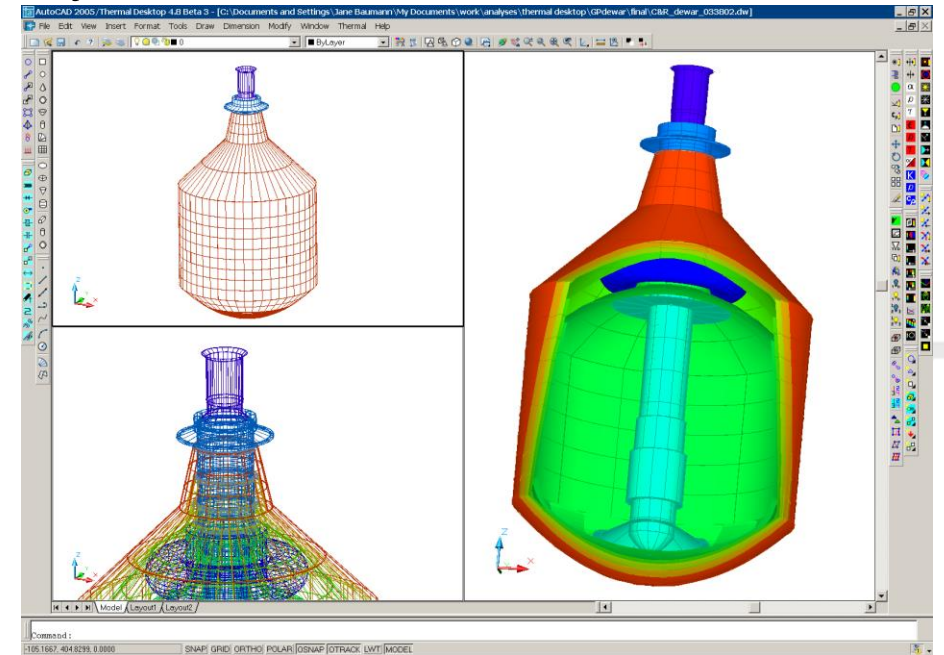 AutoCAD 2005/Thermal Desktop 4.8 Beta 3 - [C:\Documents and Settings\Jane Baumann\My Documents\work\analyses\thermal desktop\GPdewar\final\C&R_dewar_033802.dw]
File Edit View Insert Format Tools Draw Dimension Modify Window Thermal Help
0 ByLayer
Z
X
Z
X
Z
X
Model Layout1 Layout2
Command:
-105.1667, 404.8299, 0.0000 SNAP GRID ORTHO POLAR OSNAP OTRACK LWT MODEL